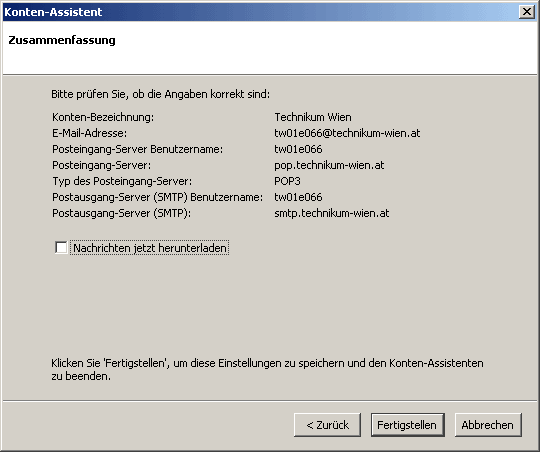 Konten-Assistent
Zusammenfassung
Bitte prüfen Sie, ob die Angaben korrekt sind:
Konten-Bezeichnung: Technikum Wien
E-Mail-Adresse: tw01e066@technikum-wien.at
Posteingang-Server Benutzername: tw01e066
Posteingang-Server: pop.technikum-wien.at
Typ des Posteingang-Server: POP3
Postausgang-Server (SMTP) Benutzername: tw01e066
Postausgang-Server (SMTP): smtp.technikum-wien.at
Nachrichten jetzt herunterladen
Klicken Sie 'Fertigstellen', um diese Einstellungen zu speichern und den Konten-Assistenten
zu beenden.
< Zurück Fertigstellen Abbrechen